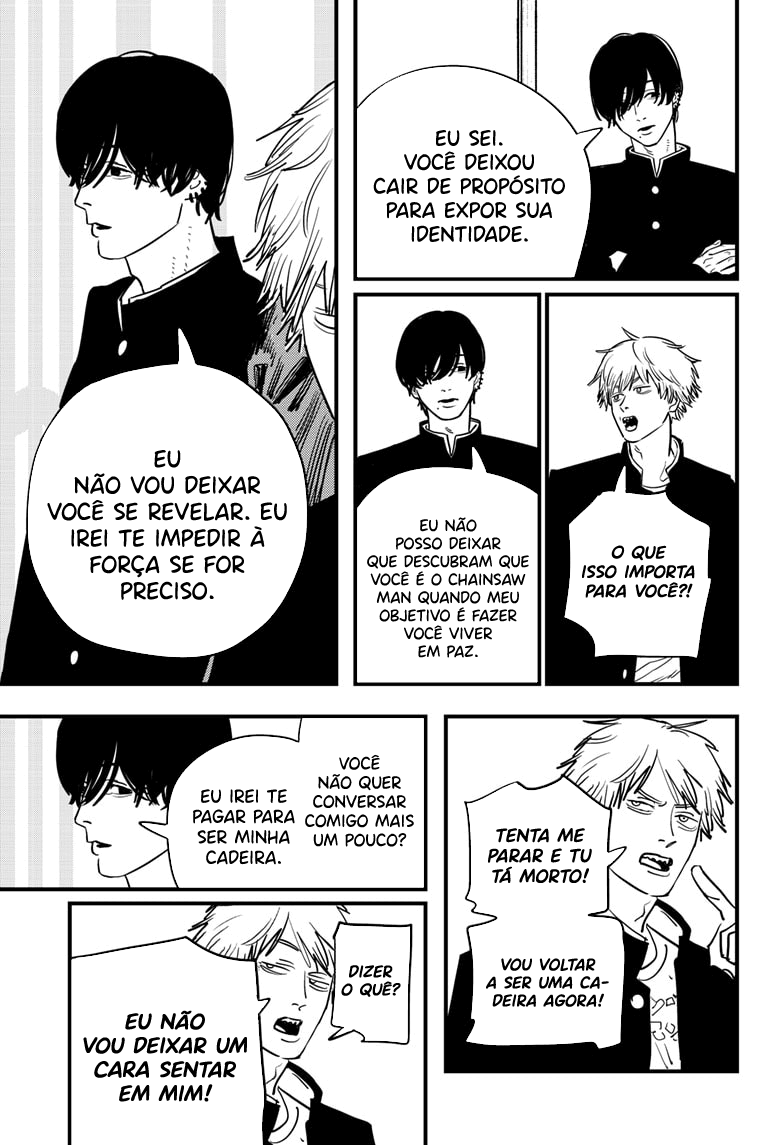 EU SEI.
VOCÊ DEIXOU
CAIR DE PROPÓSITO
PARA EXPOR SUA
IDENTIDADE.
O QUE
ISSO IMPORTA
PARA VOCÊ?!
EU NÃO
POSSO DEIXAR
QUE DESCUBRAM QUE
VOCÊ É O CHAINSAW
MAN QUANDO MEU
OBJETIVO É FAZER
VOCÊ VIVER
EM PAZ.
EU
NÃO VOU DEIXAR
VOCÊ SE REVELAR. EU
IREI TE IMPEDIR À
FORÇA SE FOR
PRECISO.
TENTA ME
PARAR E TU
TÁ MORTO!
VOU VOLTAR
A SER UMA CA-
DEIRA AGORA!
VOCÊ
NÃO QUER
CONVERSAR
COMIGO MAIS
UM POUCO?
EU IREI TE
PAGAR PARA
SER MINHA
CADEIRA.
DIZER
O QUÊ?
EU NÃO
VOU DEIXAR UM
CARA SENTAR
EM MIM!